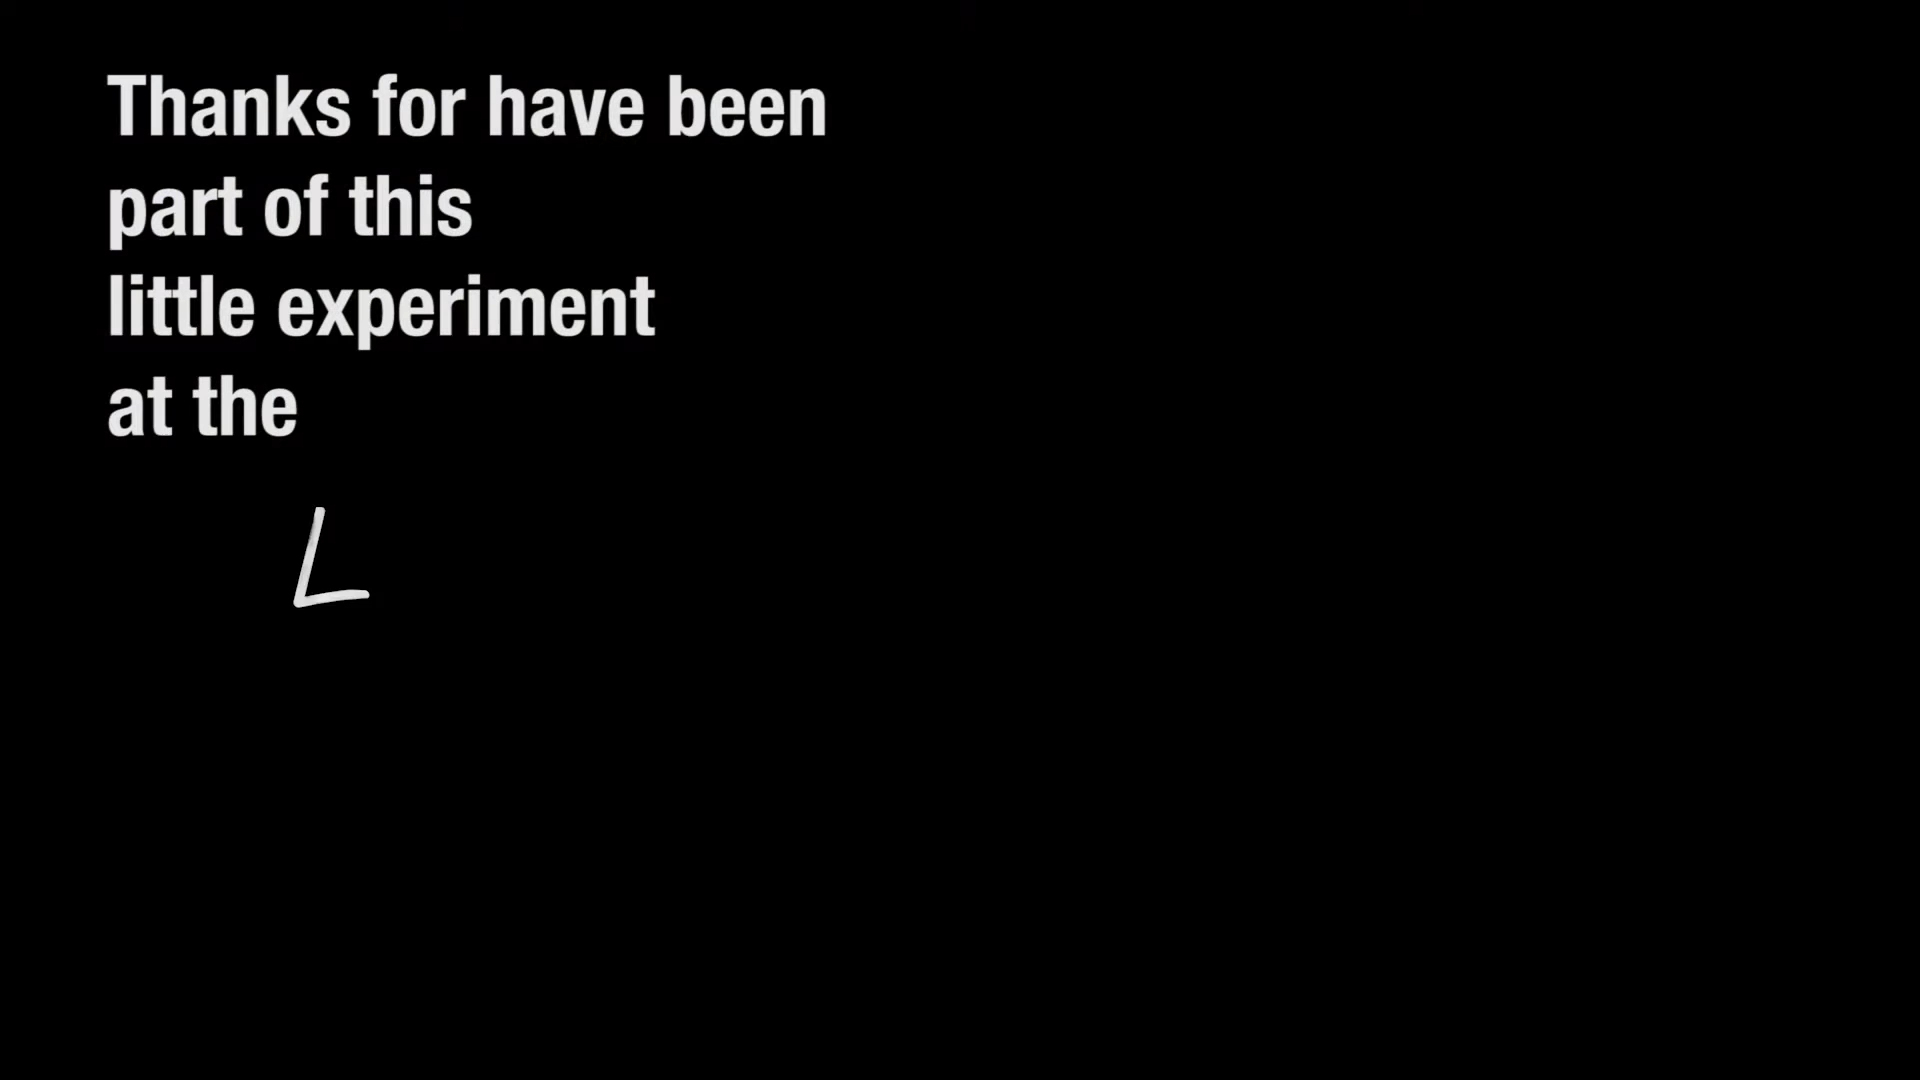 Thanks for have been
part of this
little experiment
at the
L